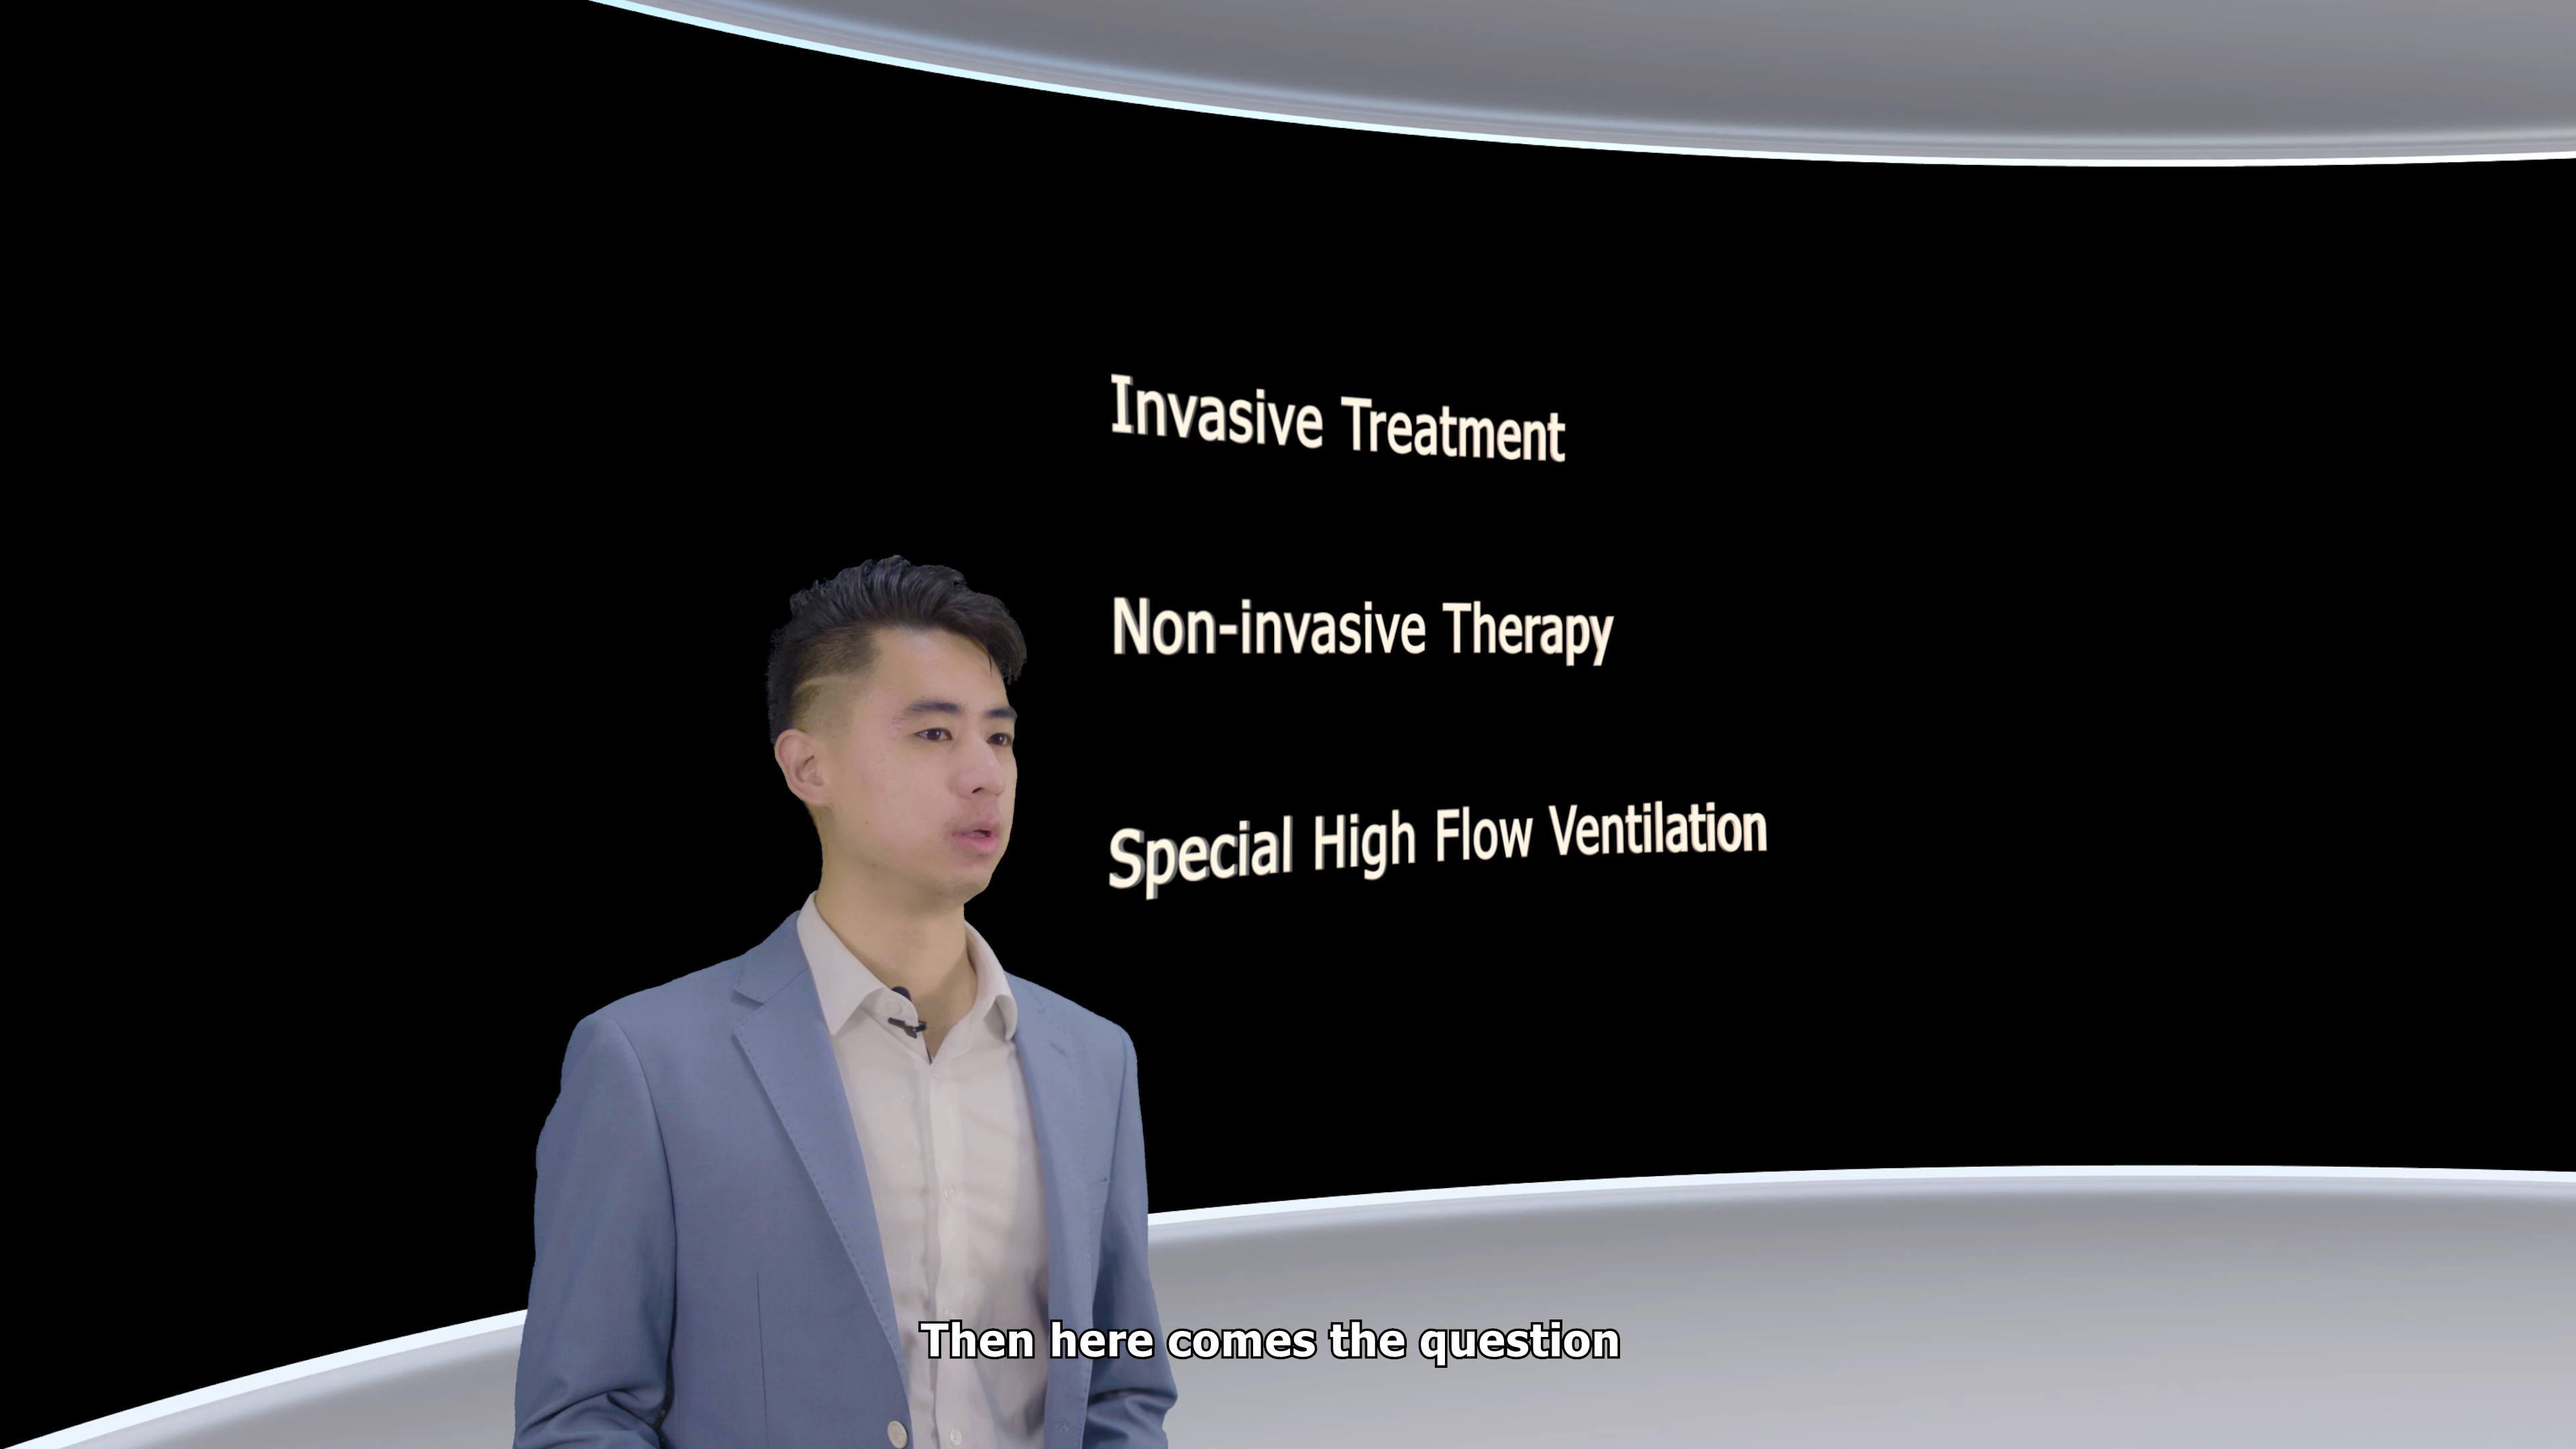 Invasive Treatment
Non-invasive Therapy
Special High Flow Ventilation
Then here comes the question